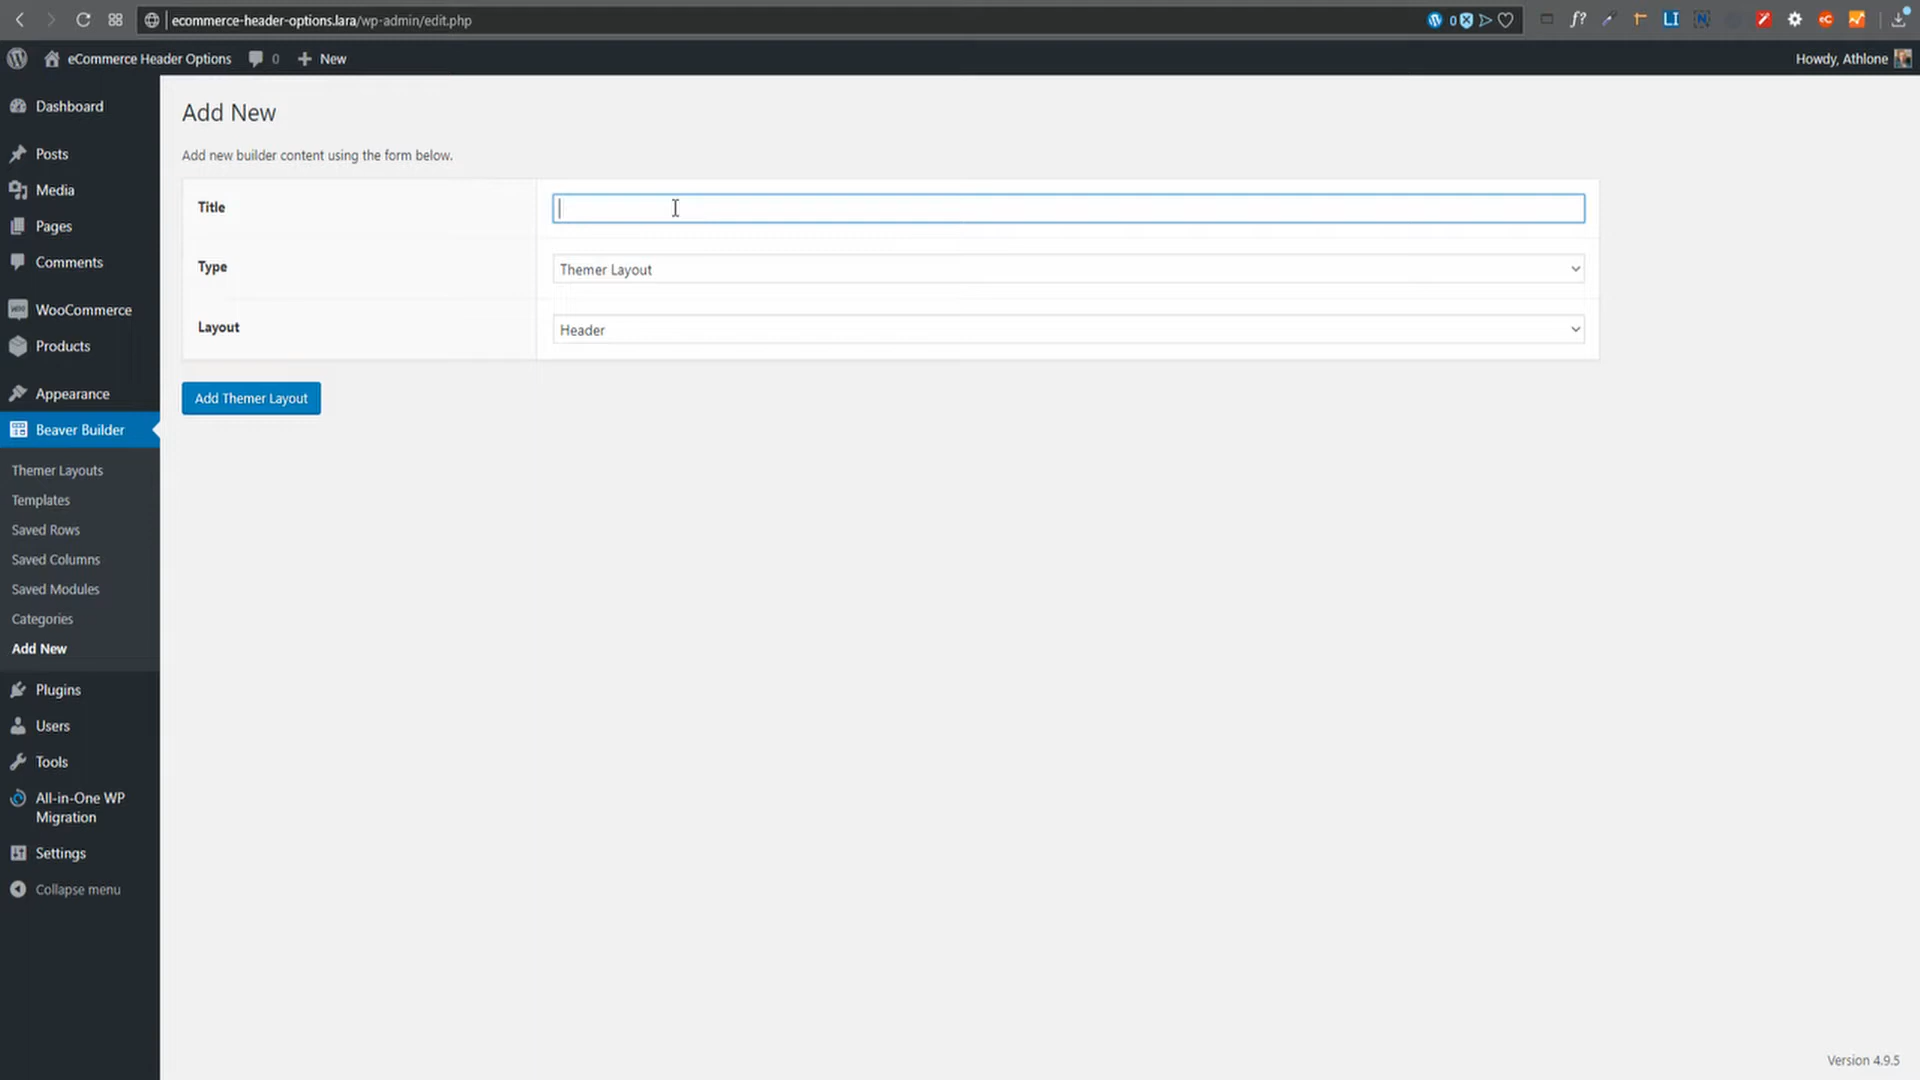 ecommerce-header-options.lara/wp-admin/edit.php
0
f?
LI
N
eC
eCommerce Header Options
0
New
Howdy, Athlone
Dashboard
Posts
Media
Pages
Comments
WooCommerce
Products
Appearance
Beaver Builder
Themer Layouts
Templates
Saved Rows
Saved Columns
Saved Modules
Categories
Add New
Plugins
Users
Tools
All-in-One WP
Migration
Settings
Collapse menu
Add New
Add new builder content using the form below.
Title
Type
Themer Layout
Layout
Header
Add Themer Layout
Version 4.9.5